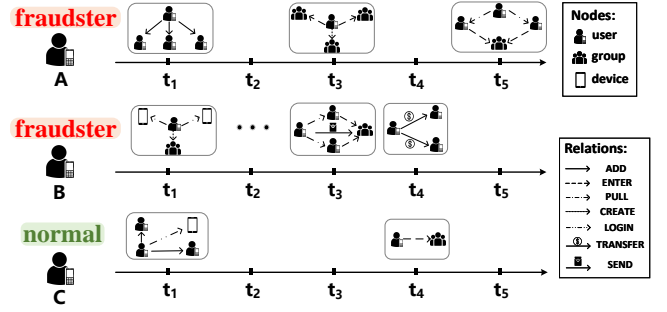 fraudster
A
t1 t2 t3 t4 t5
fraudster
B
t1 t2 t3 t4 t5
normal
C
t1 t2 t3 t4 t5
Nodes:
user
group
device
Relations:
ADD
ENTER
PULL
CREATE
LOGIN
$ TRANSFER
SEND
$
$